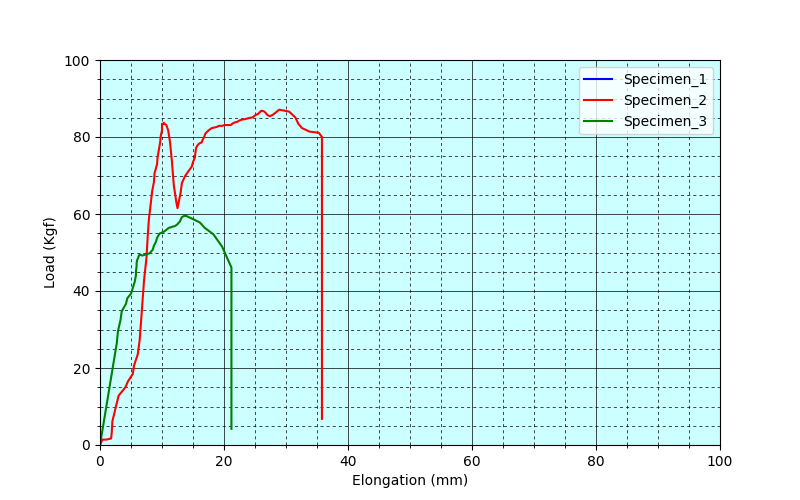 100
80
60
40
20
0
Load (Kgf)
Specimen_1
Specimen_2
Specimen_3
0 20 40 60 80 100
Elongation (mm)